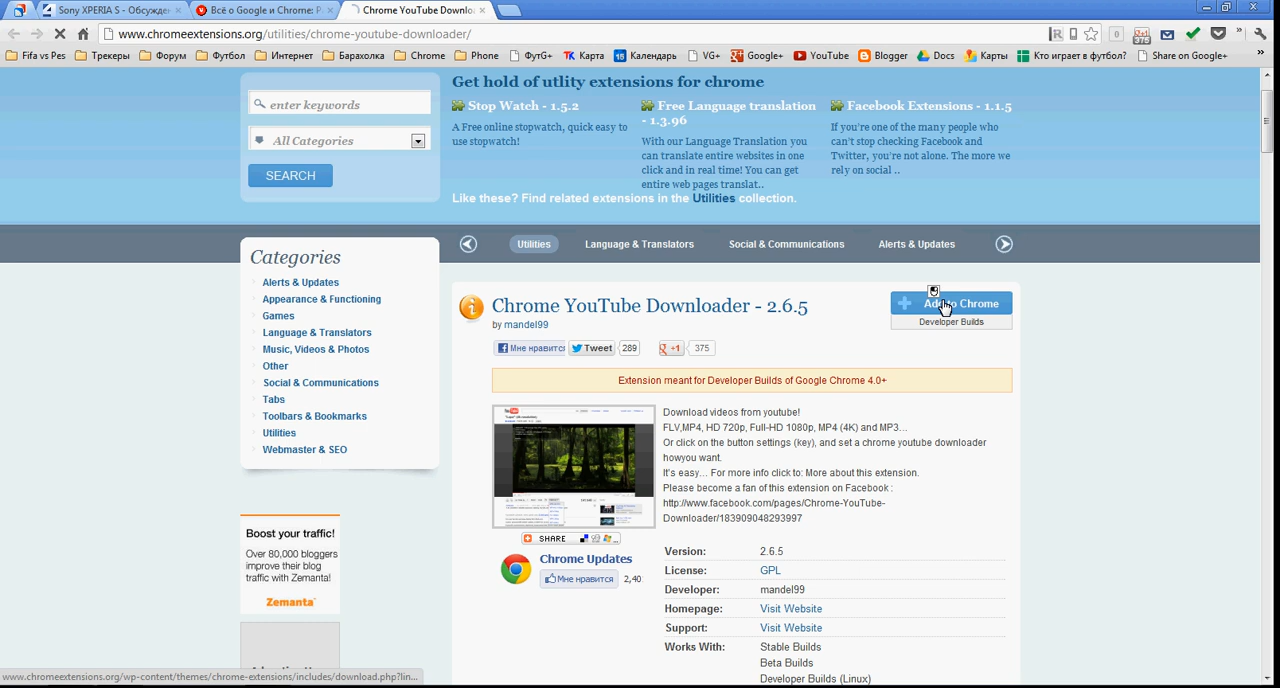 Sony XPERIA S - Обсужден
Всё о Google и Chrome: Р
Chrome YouTube Downloa
www.chromeextensions.org/utilities/chrome-youtube-downloader/
Fifa vs Pes
Трекеры
Форум
Футбол
Интернет
Барахолка
Chrome
Phone
ФутG+
Карта
Календарь
VG+
Google+
YouTube
Blogger
Docs
Карты
Кто играет в футбол?
Share on Google+
enter keywords
All Categories
SEARCH
Get hold of utlity extensions for chrome
Stop Watch - 1.5.2
A Free online stopwatch, quick easy to
use stopwatch!
Free Language translation
- 1.3.96
With our Language Translation you
can translate entire websites in one
click and in real time! You can get
entire web pages translat..
Facebook Extensions - 1.1.5
If you're one of the many people who
can't stop checking Facebook and
Twitter, you're not alone. The more we
rely on social ..
Like these? Find related extensions in the Utilities collection.
Utilities
Language & Translators
Social & Communications
Alerts & Updates
Categories
Alerts & Updates
Appearance & Functioning
Games
Language & Translators
Music, Videos & Photos
Other
Social & Communications
Tabs
Toolbars & Bookmarks
Utilities
Webmaster & SEO
Boost your traffic!
Over 80,000 bloggers
improve their blog
traffic with Zemanta!
Zemanta
Chrome YouTube Downloader - 2.6.5
by mandel99
Add to Chrome
Developer Builds
Мне нравится
Tweet
289
+1
375
Extension meant for Developer Builds of Google Chrome 4.0+
Download videos from youtube!
FLV,MP4, HD 720p, Full-HD 1080p, MP4 (4K) and MP3...
Or click on the button settings (key), and set a chrome youtube downloader
howyou want.
It's easy... For more info click to: More about this extension.
Please become a fan of this extension on Facebook :
http://www.facebook.com/pages/Chrome-YouTube-
Downloader/183909048293997
SHARE
Chrome Updates
Мне нравится
2,40
Version: 2.6.5
License: GPL
Developer: mandel99
Homepage: Visit Website
Support: Visit Website
Works With: Stable Builds
Beta Builds
Developer Builds (Linux)
www.chromeextensions.org/wp-content/themes/chrome-extensions/includes/download.php?lin...